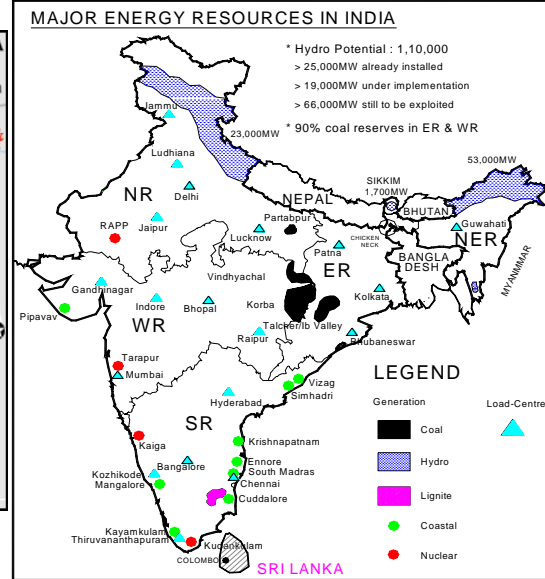 MAJOR ENERGY RESOURCES IN INDIA
* Hydro Potential : 1,10,000
> 25,000MW already installed
> 19,000MW under implementation
> 66,000MW still to be exploited
* 90% coal reserves in ER & WR
Jammu
23,000MW
Ludhiana
53,000MW
NR
Delhi
SIKKIM
1,700MW
NEPAL
BHUTAN
RAPP
Jaipur
Partabpur
Lucknow
Guwahati
NER
CHICKEN
NECK
Patna
BANGLA
DESH
MYANMMAR
ER
Vindhyachal
Gandhinagar
Kolkata
Pipavav
Indore
Bhopal
Korba
WR
Talcher/Ib Valley
Raipur
Bhubaneswar
Tarapur
Mumbai
Vizag
Simhadri
Hyderabad
SR
Krishnapatnam
Kaiga
Ennore
Bangalore
South Madras
Kozhikode
Chennai
Mangalore
Cuddalore
Kayamkulam
Thiruvananthapuram
Kudankulam
COLOMBO
SRI LANKA
LEGEND
Generation
Load-Centre
Coal
Hydro
Lignite
Coastal
Nuclear